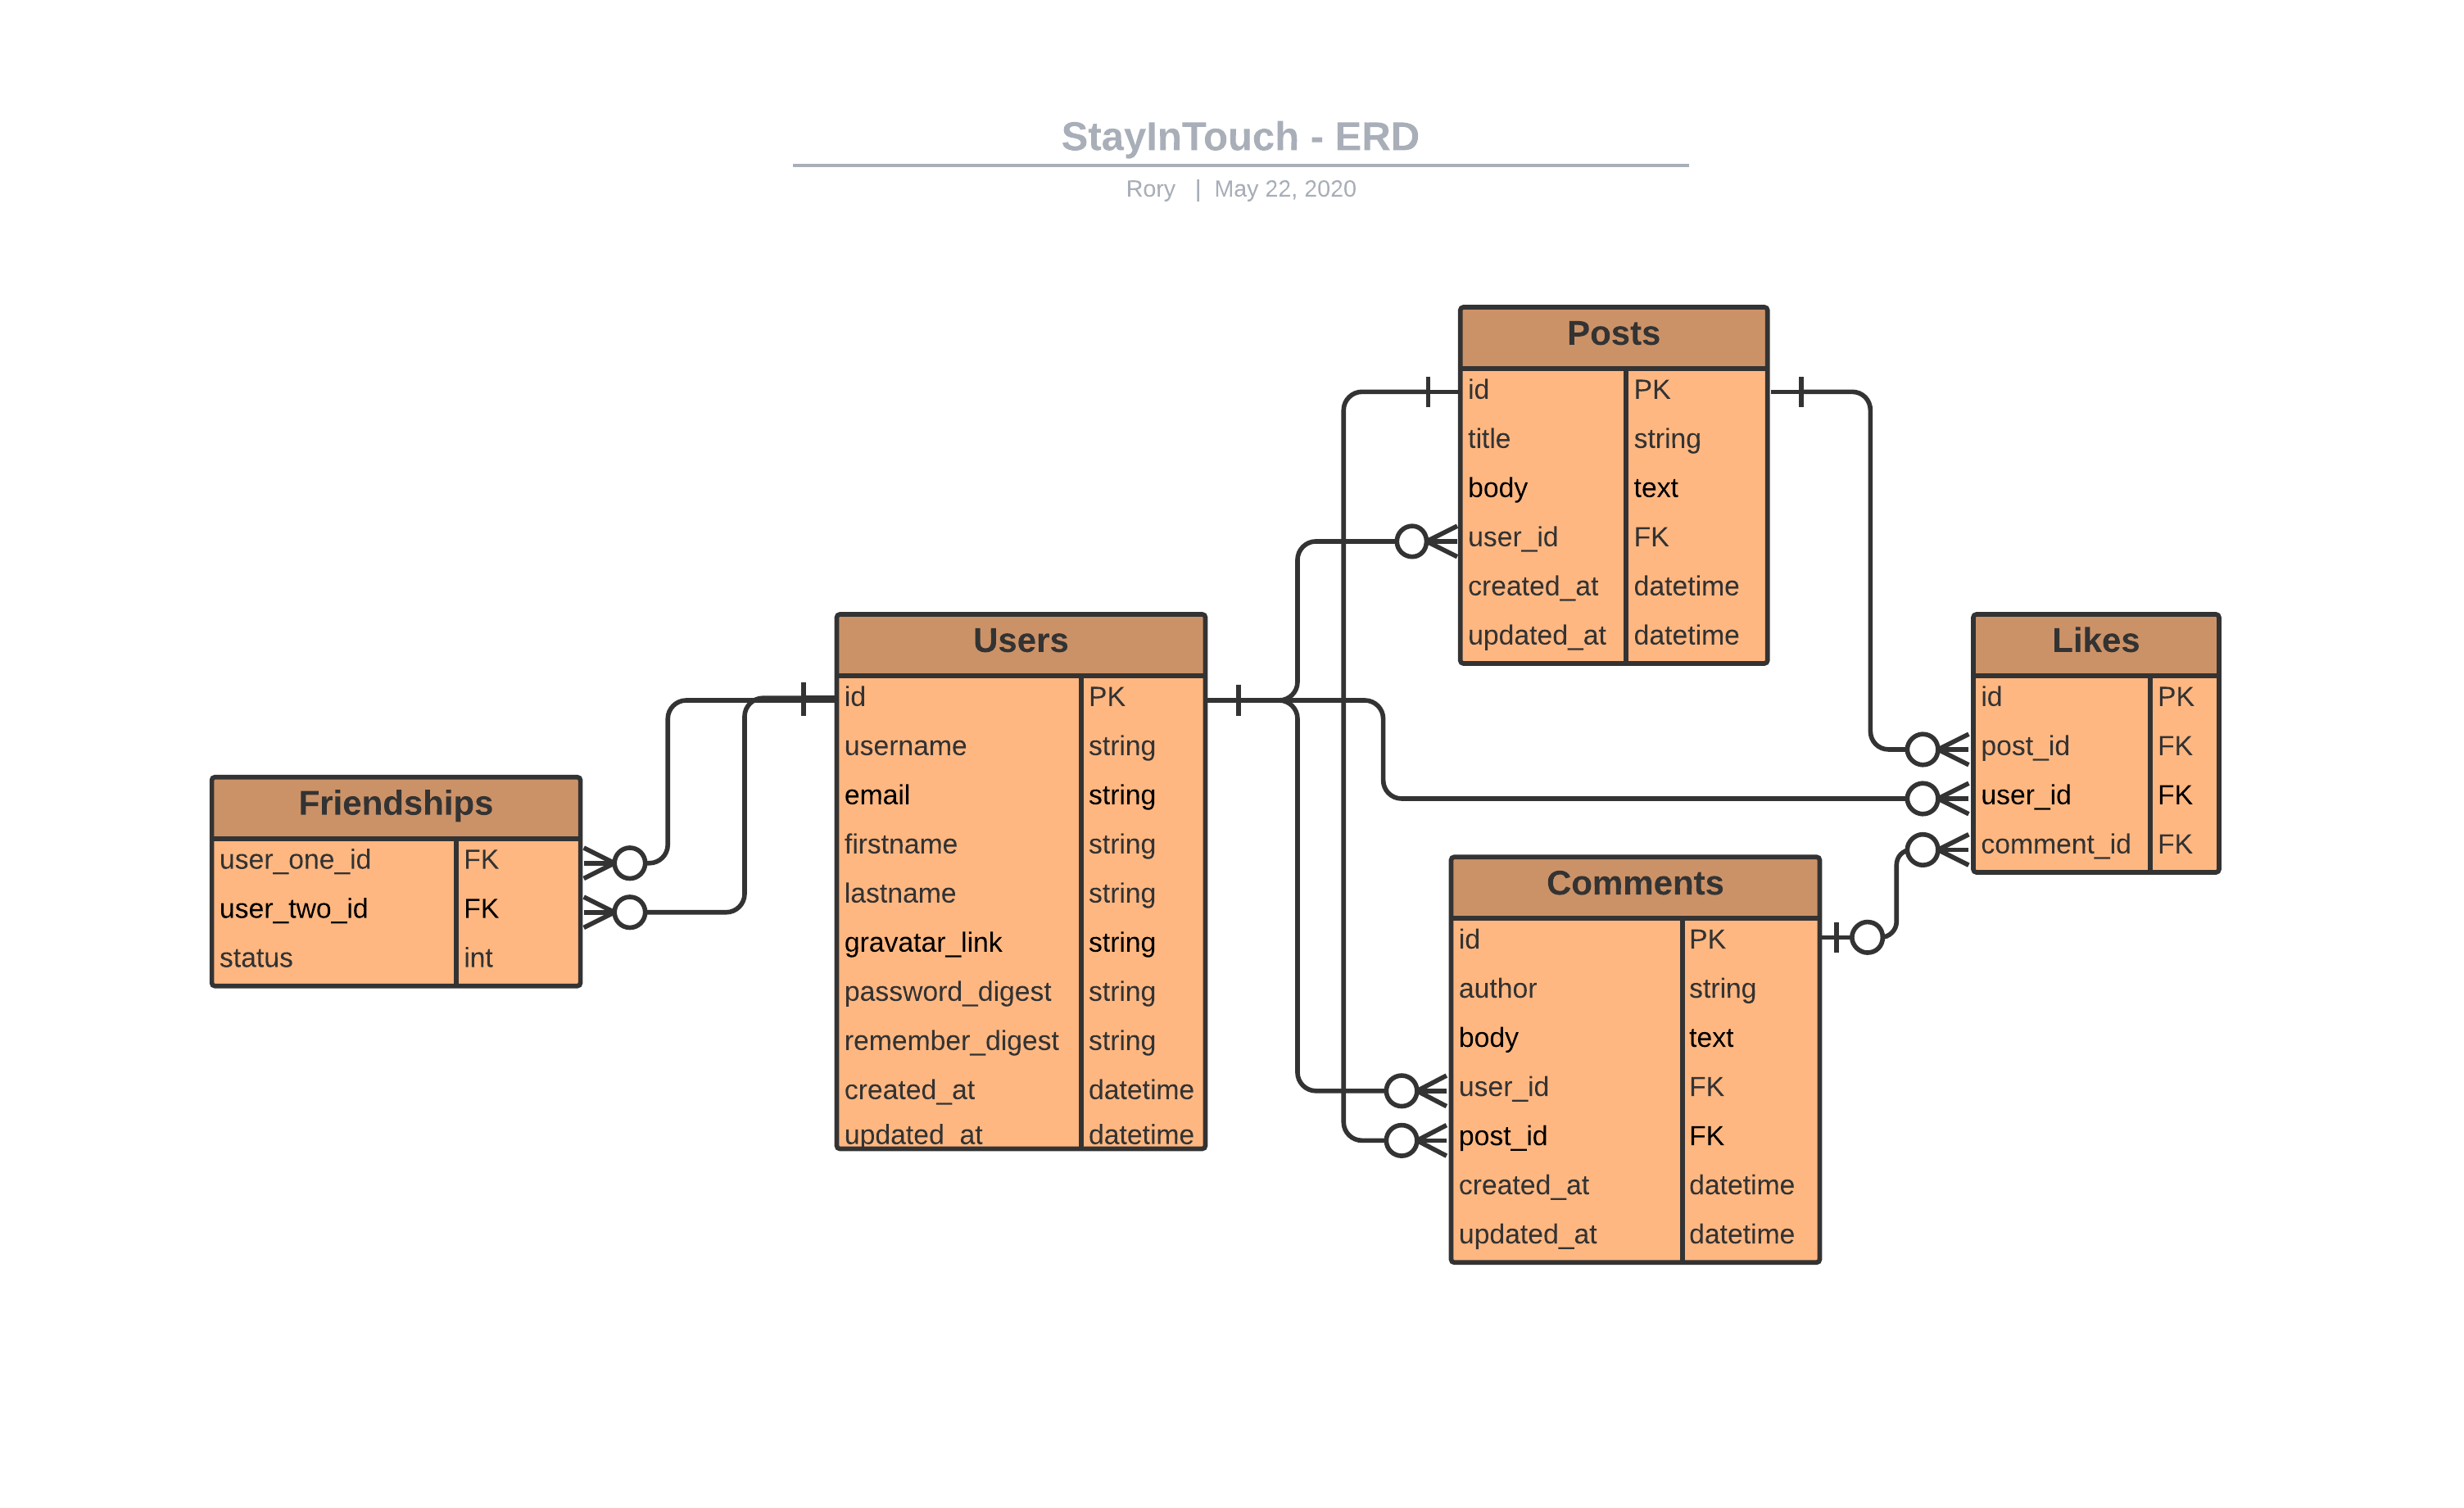 StayInTouch - ERD
Rory | May 22, 2020
Posts
id PK
title string
body text
user_id FK
created_at datetime
updated_at datetime
Users
id PK
username string
email string
firstname string
lastname string
gravatar_link string
password_digest string
remember_digest string
created_at datetime
updated_at datetime
Likes
id PK
post_id FK
user_id FK
comment_id FK
Friendships
user_one_id FK
user_two_id FK
status int
Comments
id PK
author string
body text
user_id FK
post_id FK
created_at datetime
updated_at datetime